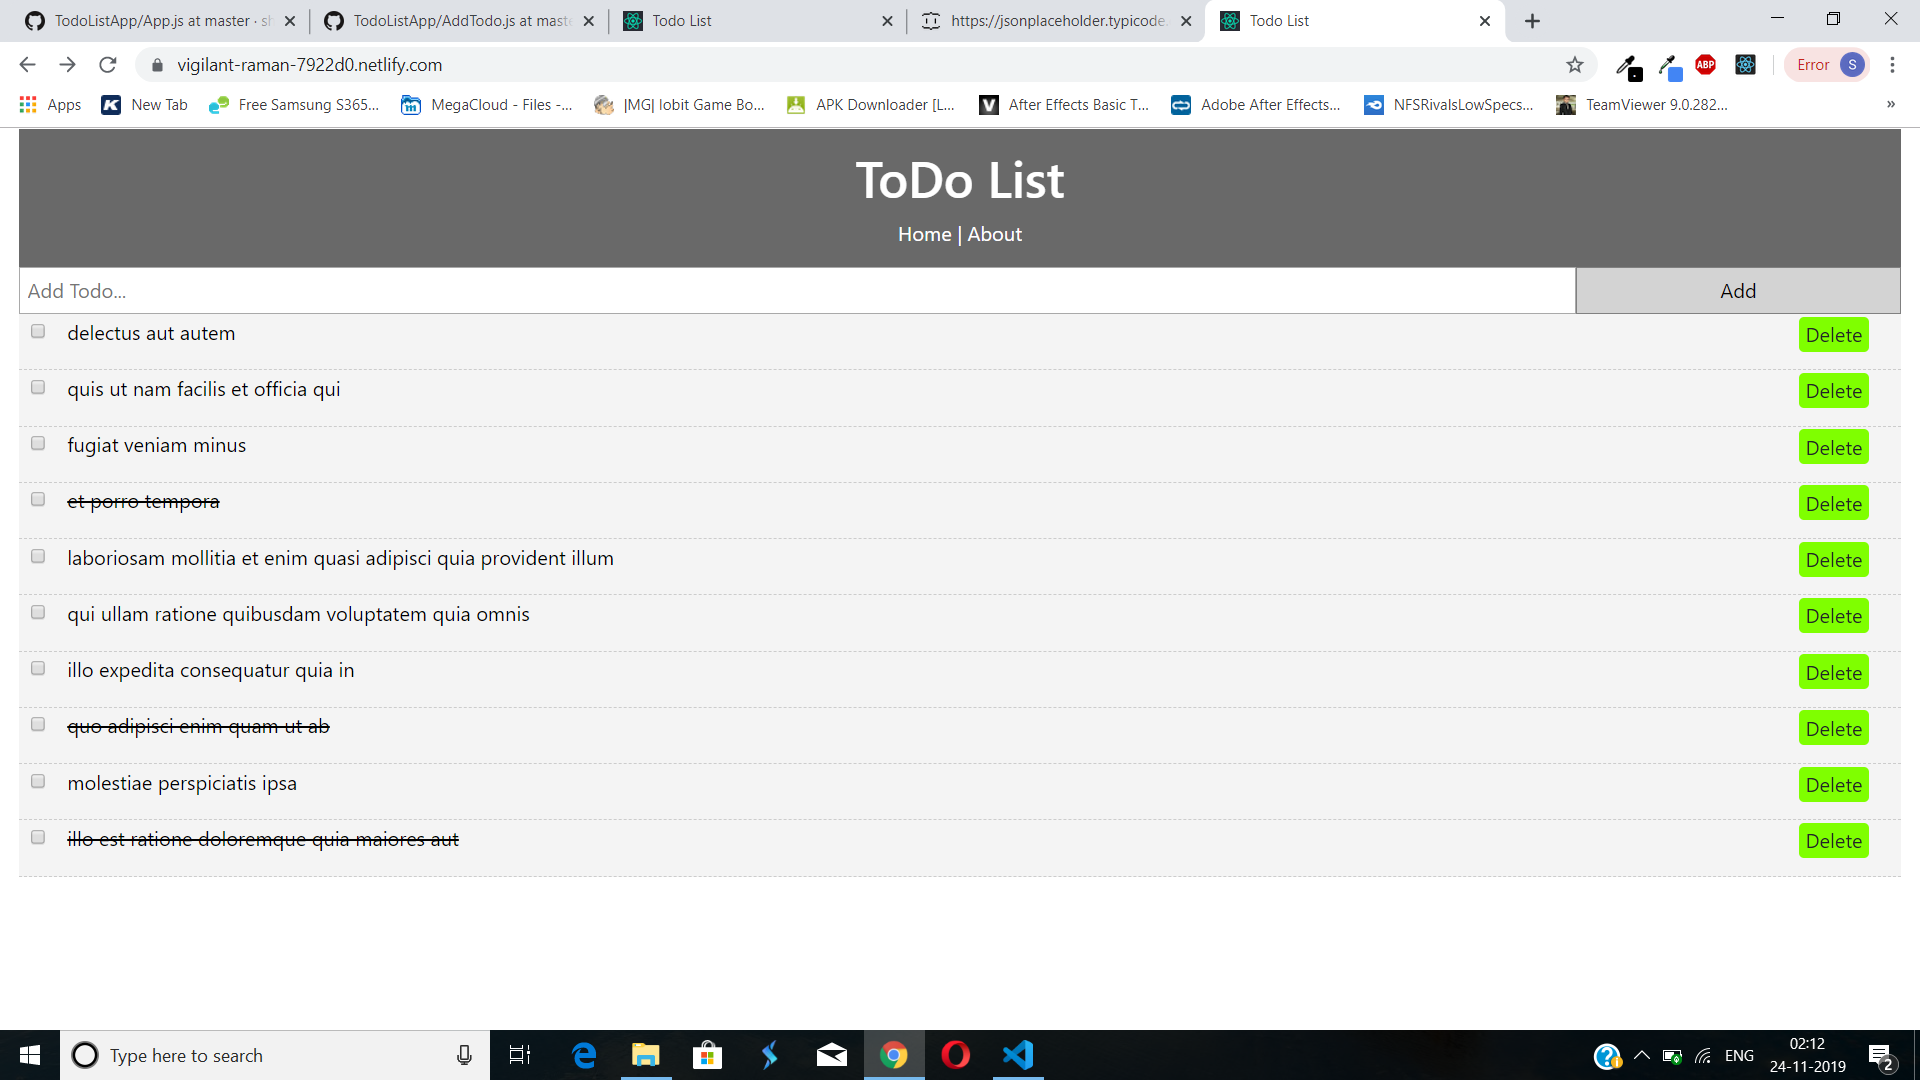 TodoListApp/App.js at master · sh
TodoListApp/AddTodo.js at maste
Todo List
https://jsonplaceholder.typicode.
Todo List
vigilant-raman-7922d0.netlify.com
ABP
Error
S
Apps
New Tab
Free Samsung S365...
MegaCloud - Files -...
|MG| Iobit Game Bo...
APK Downloader [L...
After Effects Basic T...
Adobe After Effects...
NFSRivalsLowSpecs...
TeamViewer 9.0.282...
»
ToDo List
Home | About
Add Todo...
Add
delectus aut autem
Delete
quis ut nam facilis et officia qui
Delete
fugiat veniam minus
Delete
et porro tempora
Delete
laboriosam mollitia et enim quasi adipisci quia provident illum
Delete
qui ullam ratione quibusdam voluptatem quia omnis
Delete
illo expedita consequatur quia in
Delete
quo adipisci enim quam ut ab
Delete
molestiae perspiciatis ipsa
Delete
illo est ratione doloremque quia maiores aut
Delete
Type here to search
ENG
02:12
24-11-2019
2